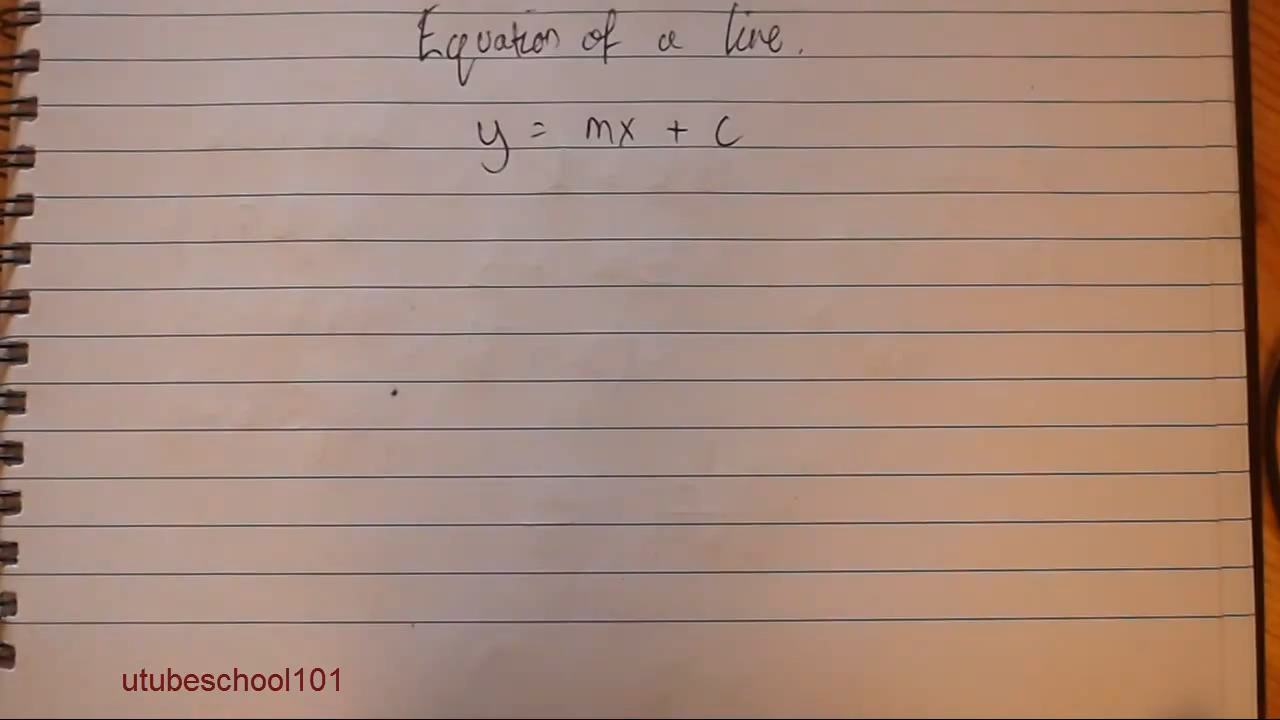 Equation of a line.
y = mx + c
utubeschool101